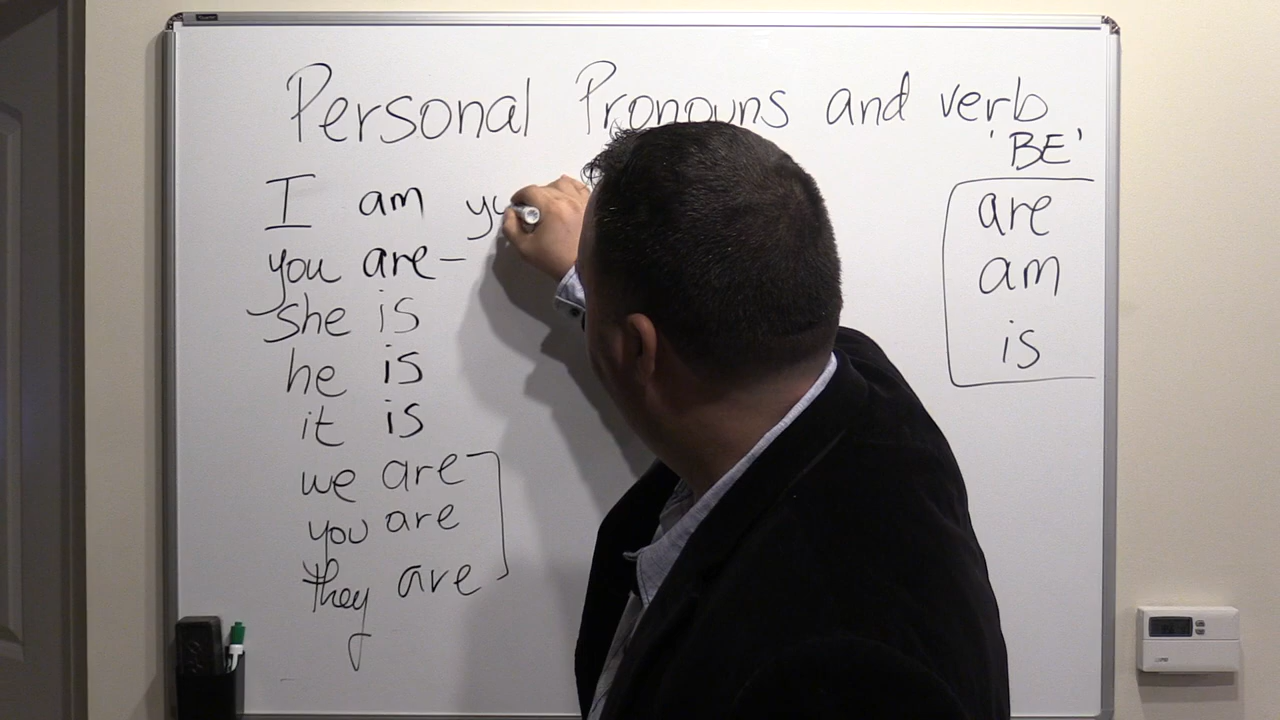 Personal Pronouns and verb
'BE'
I am
you are –
she is
he is
it is
we are
you are
they are
are
am
is